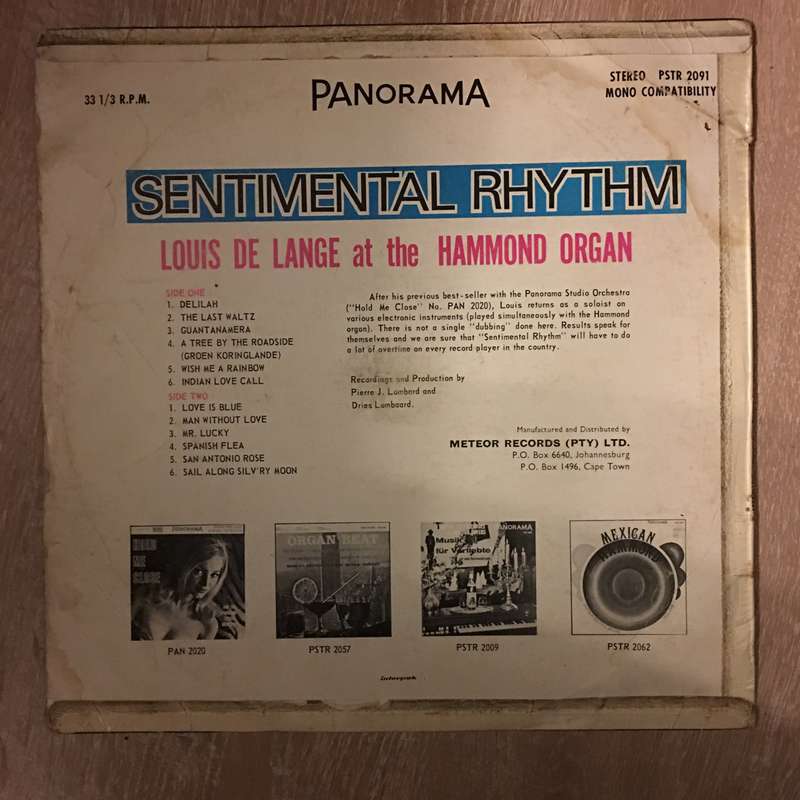 33 1/3 R.P.M.
PANORAMA
STEREO PSTR 2091
MONO COMPATIBILITY
SENTIMENTAL RHYTHM
LOUIS DE LANGE at the HAMMOND ORGAN
SIDE ONE
1. DELILAH
2. THE LAST WALTZ
3. GUANTANAMERA
4. A TREE BY THE ROADSIDE
(GROEN KORINGLANDE)
5. WISH ME A RAINBOW
6. INDIAN LOVE CALL
SIDE TWO
1. LOVE IS BLUE
2. MAN WITHOUT LOVE
3. MR. LUCKY
4. SPANISH FLEA
5. SAN ANTONIO ROSE
6. SAIL ALONG SILV'RY MOON
After his previous best-seller with the Panorama Studio Orchestra
("Hold Me Close" No. PAN 2020), Louis returns as a soloist on
various electronic instruments (played simultaneously with the Hammond
organ). There is not a single "dubbing" done here. Results speak for
themselves and we are sure that "Sentimental Rhythm" will have to do
a lot of overtime on every record player in the country.
Recordings and Production by
Pierre J. Lombard and
Dries Lombaard.
Manufactured and Distributed by
METEOR RECORDS (PTY) LTD.
P.O. Box 6640, Johannesburg
P.O. Box 1496, Cape Town
PANORAMA
HOLD
ME
CLOSE
PAN 2020
ORGAN BEAT
PSTR 2057
PANORAMA
Musik
für Verliebte
PSTR 2009
MEXICAN
HAMMOND
PSTR 2062
Interpak